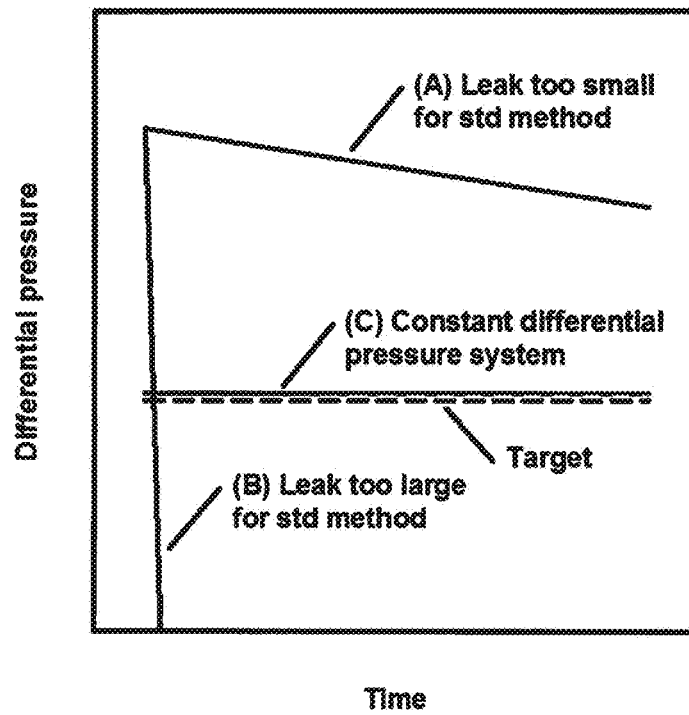 (A) Leak too small
for std method
Differential pressure
(C) Constant differential
pressure system
Target
(B) Leak too large
for std method
Time